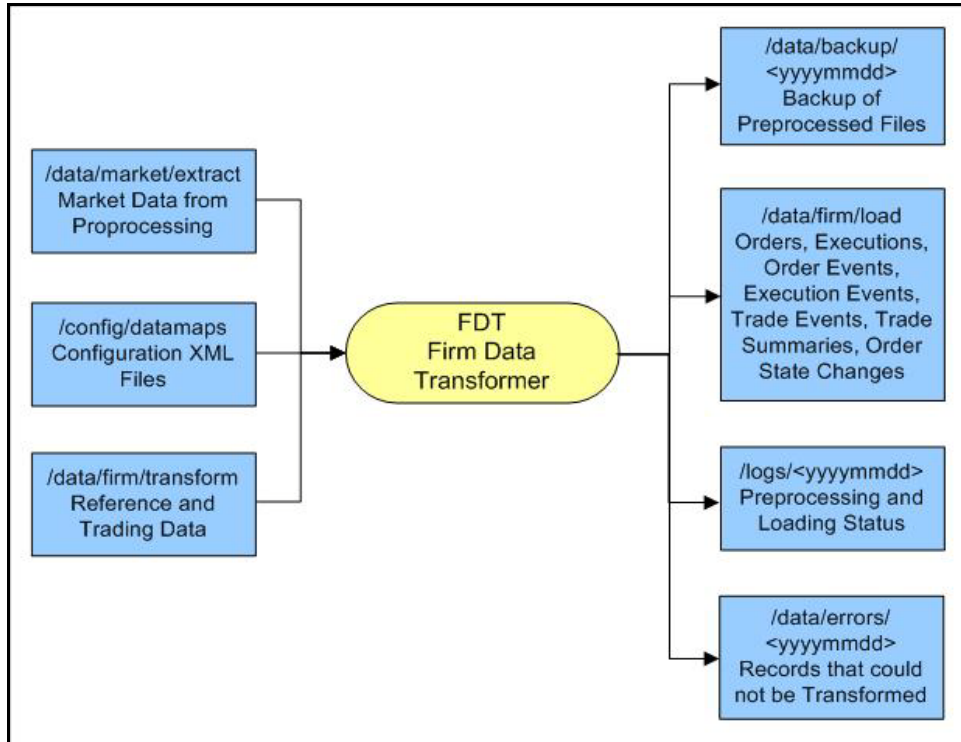 /data/market/extract
Market Data from
Proprocessing
/config/datamaps
Configuration XML
Files
/data/firm/transform
Reference and
Trading Data
FDT
Firm Data
Transformer
/data/backup/
<yyyymmdd>
Backup of
Preprocessed Files
/data/firm/load
Orders, Executions,
Order Events,
Execution Events,
Trade Events, Trade
Summaries, Order
State Changes
/logs/<yyyymmdd>
Preprocessing and
Loading Status
/data/errors/
<yyyymmdd>
Records that could
not be Transformed